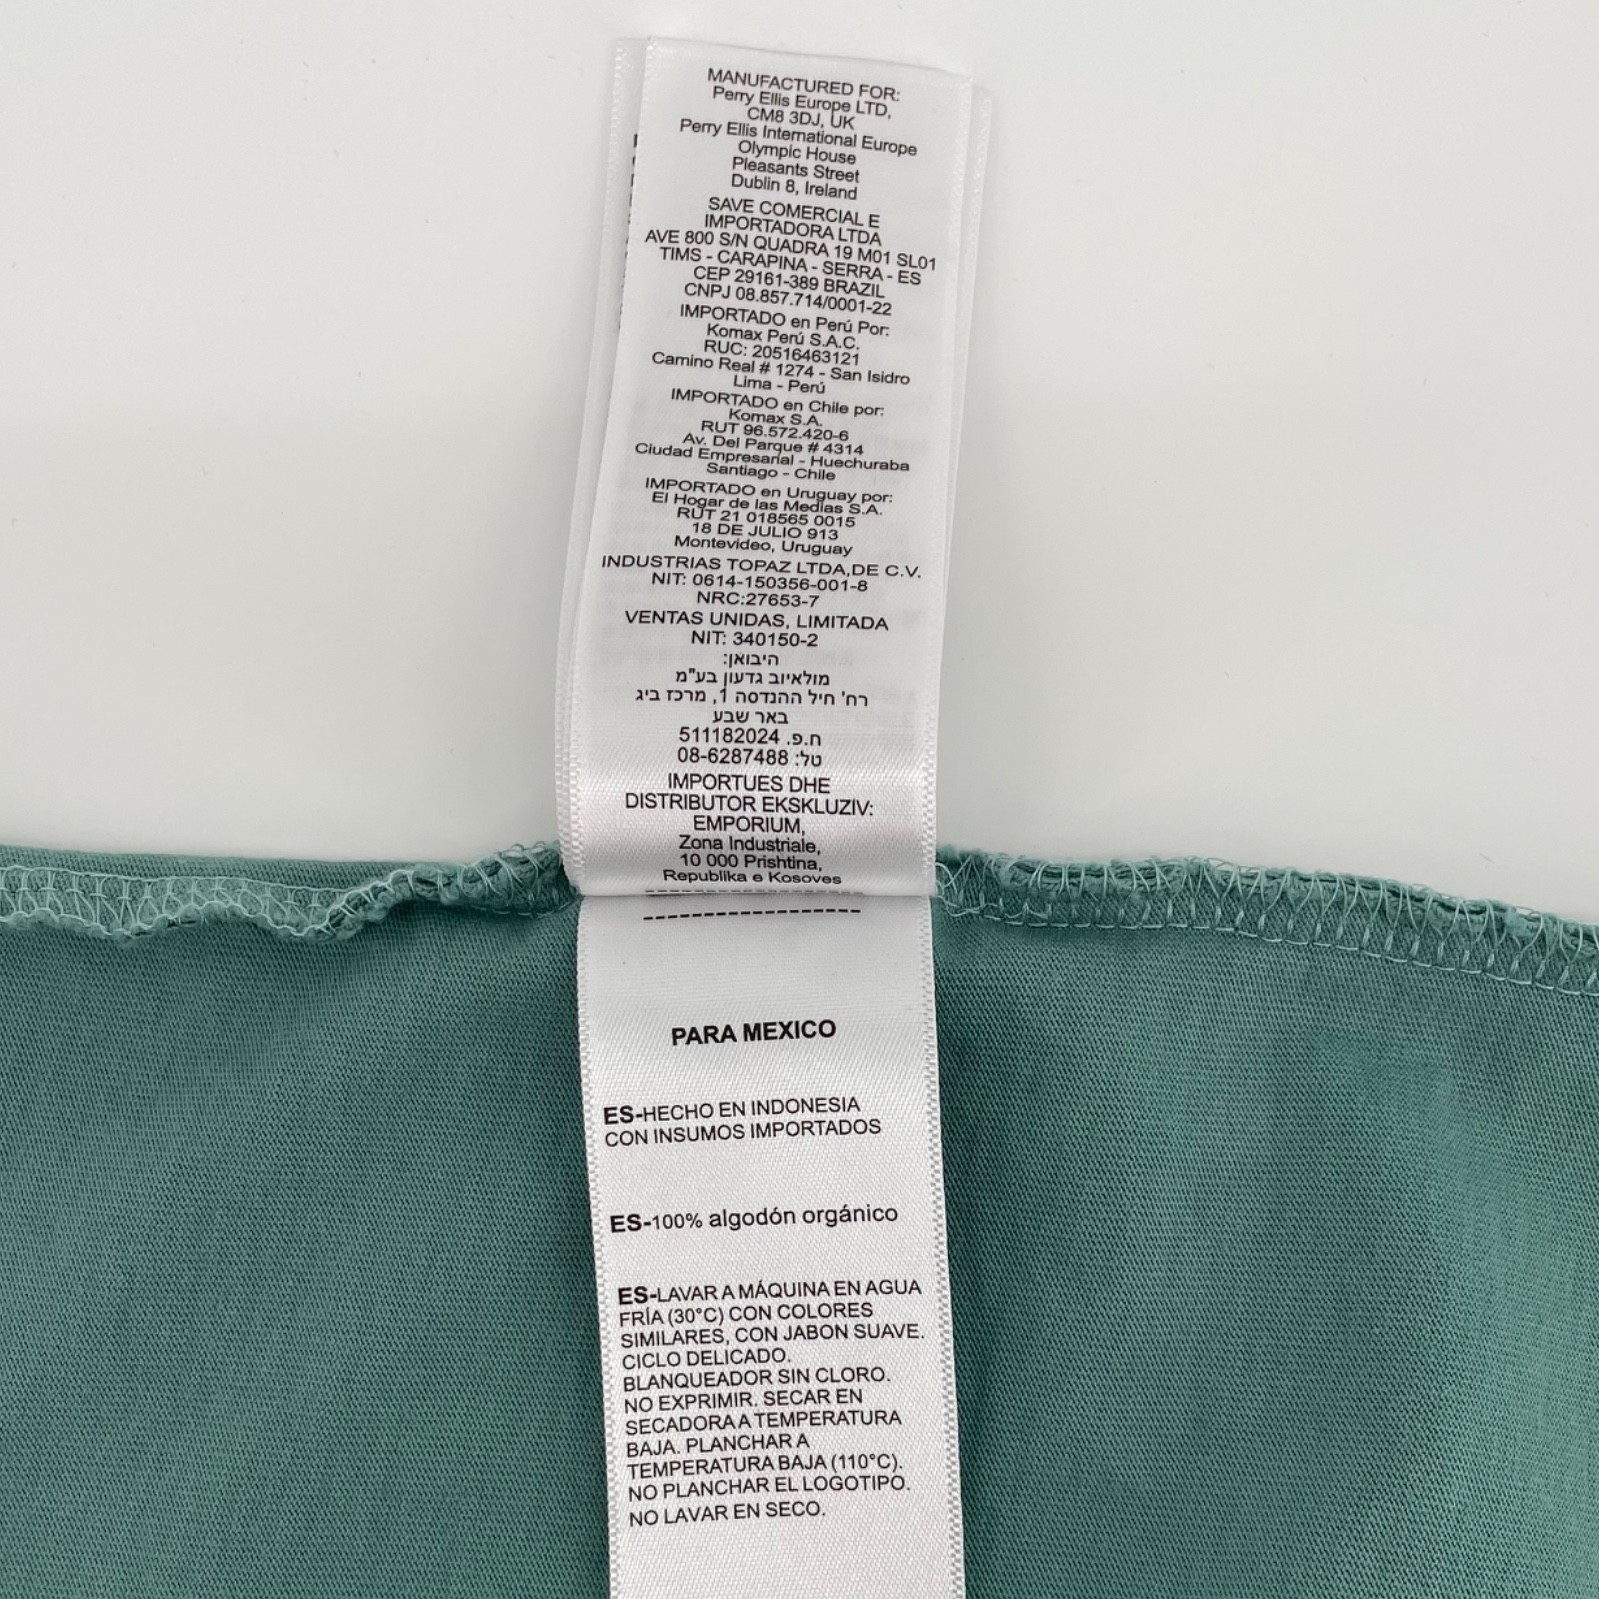 MANUFACTURED FOR:
Perry Ellis Europe LTD,
CM8 3DJ, UK
Perry Ellis International Europe
Olympic House
Pleasants Street
Dublin 8, Ireland
SAVE COMERCIAL E
IMPORTADORA LTDA
AVE 800 S/N QUADRA 19 M01 SL01
TIMS - CARAPINA - SERRA - ES
CEP 29161-389 BRAZIL
CNPJ 08.857.714/0001-22
IMPORTADO en Perú Por:
Komax Perú S.A.C.
RUC: 20516463121
Camino Real # 1274 - San Isidro
Lima - Perú
IMPORTADO en Chile por:
Komax S.A.
RUT 96.572.420-6
Av. Del Parque # 4314
Ciudad Empresarial - Huechuraba
Santiago - Chile
IMPORTADO en Uruguay por:
El Hogar de las Medias S.A.
RUT 21 018565 0015
18 DE JULIO 913
Montevideo, Uruguay
INDUSTRIAS TOPAZ LTDA,DE C.V.
NIT: 0614-150356-001-8
NRC:27653-7
VENTAS UNIDAS, LIMITADA
NIT: 340150-2
היבואן:
מולאיוב גדעון בע"מ
רח' חיל ההנדסה 1, מרכז ביג
באר שבע
ח.פ. 511182024
טל: 08-6287488
IMPORTUES DHE
DISTRIBUTOR EKSKLUZIV:
EMPORIUM,
Zona Industriale,
10 000 Prishtina,
Republika e Kosoves
PARA MEXICO
ES-HECHO EN INDONESIA
CON INSUMOS IMPORTADOS
ES-100% algodón orgánico
ES-LAVAR A MÁQUINA EN AGUA
FRÍA (30°C) CON COLORES
SIMILARES, CON JABON SUAVE.
CICLO DELICADO.
BLANQUEADOR SIN CLORO.
NO EXPRIMIR. SECAR EN
SECADORA A TEMPERATURA
BAJA. PLANCHAR A
TEMPERATURA BAJA (110°C).
NO PLANCHAR EL LOGOTIPO.
NO LAVAR EN SECO.